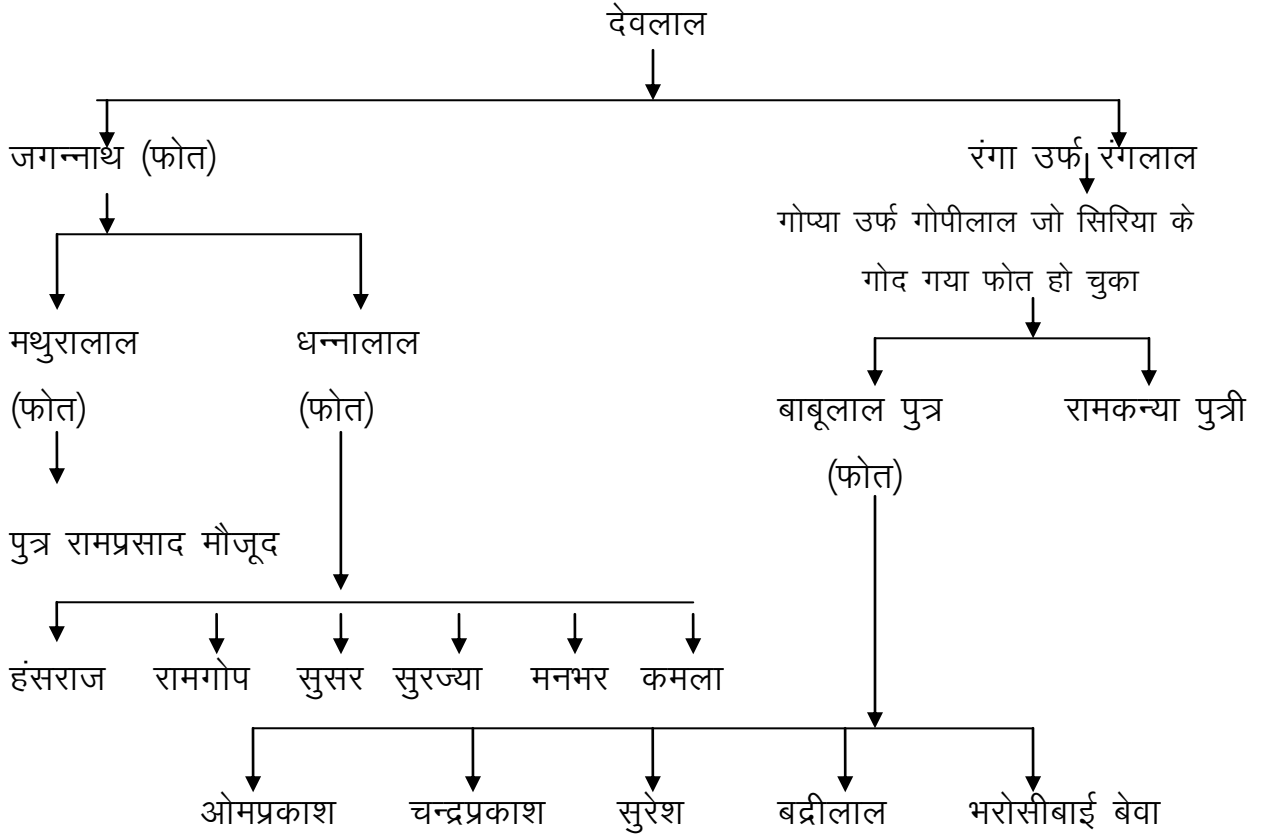 देवलाल
जगन्नाथ (फोत) रंगा उर्फ रंगलाल
गोप्या उर्फ गोपीलाल जो सिरिया के
गोद गया फोत हो चुका
मथुरालाल धन्नालाल
(फोत) (फोत) बाबूलाल पुत्र रामकन्या पुत्री
(फोत)
पुत्र रामप्रसाद मौजूद
हंसराज रामगोप सुसर सुरज्या मनभर कमला
ओमप्रकाश चन्द्रप्रकाश सुरेश बद्रीलाल भरोसीबाई बेवा